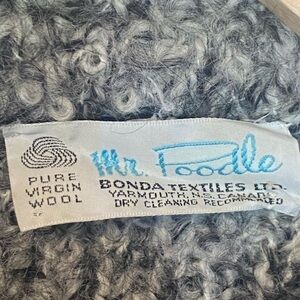 Mr. Poodle
PURE
VIRGIN
WOOL
BONDA TEXTILES LTD.
YARMOUTH, N.S. CANADA
DRY CLEANING RECOMMENDED